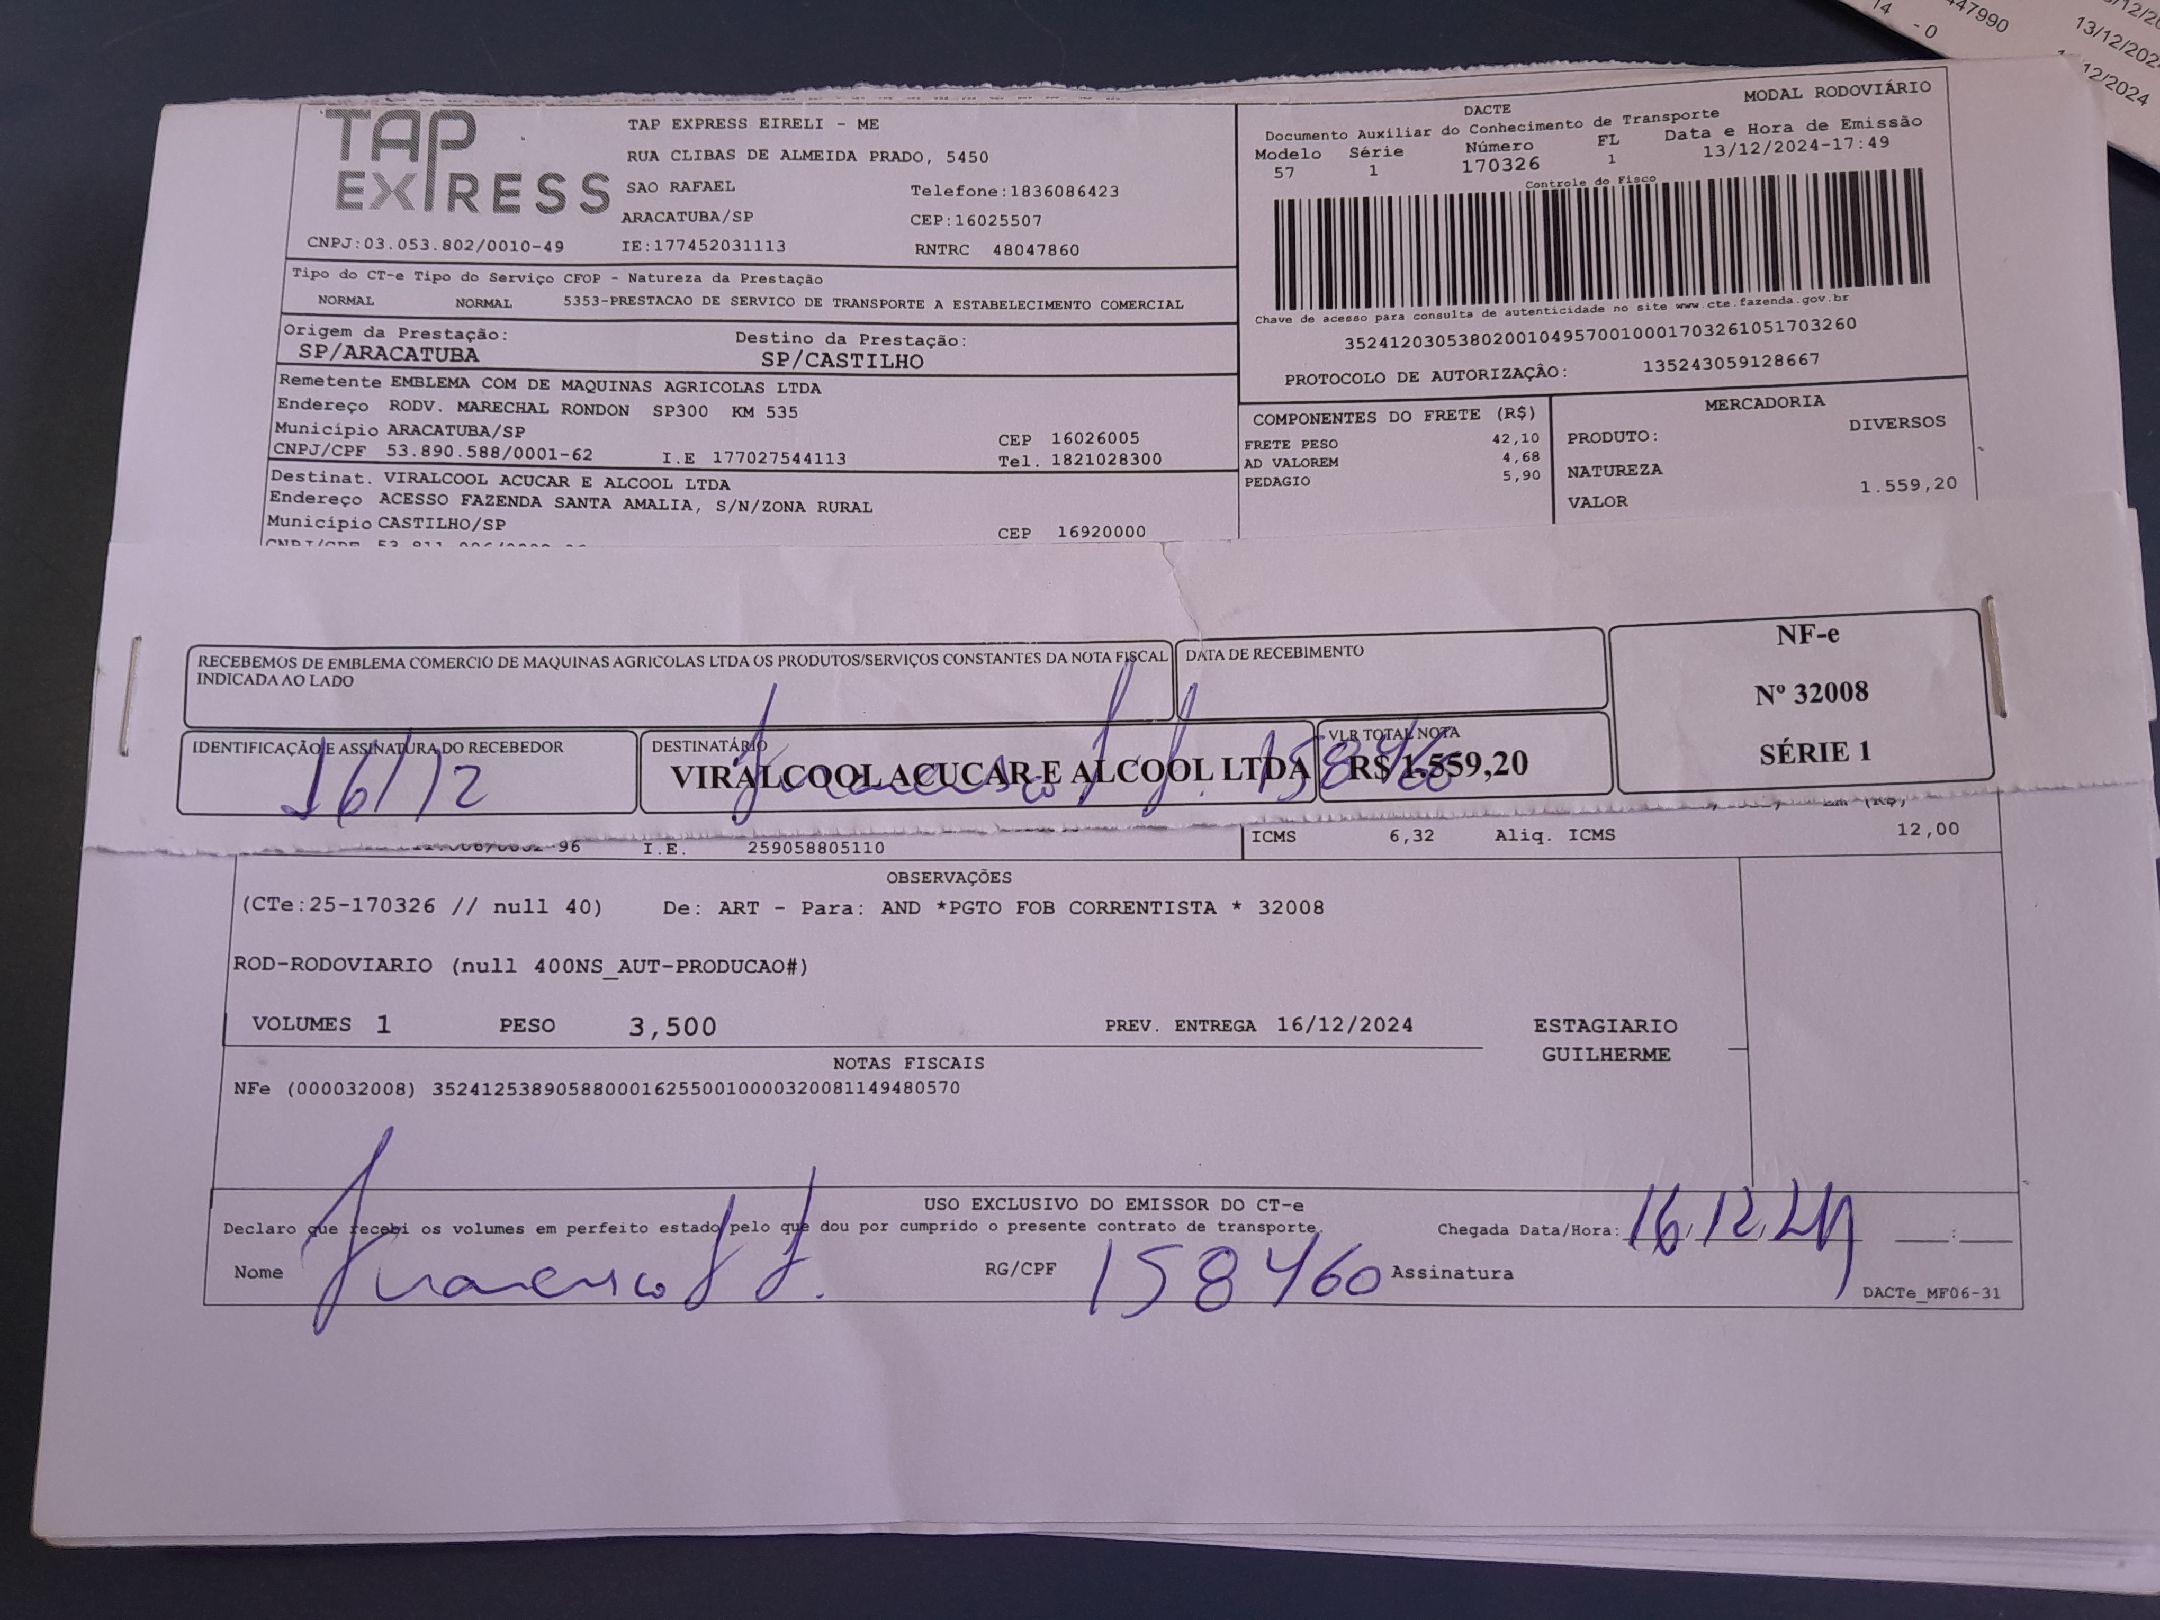 14 - 0
447990
13/12/202
12/2024
TAP EXPRESS
TAP EXPRESS EIRELI - ME
RUA CLIBAS DE ALMEIDA PRADO, 5450
SAO RAFAEL Telefone:1836086423
ARACATUBA/SP CEP:16025507
CNPJ:03.053.802/0010-49 IE:177452031113 RNTRC 48047860
MODAL RODOVIÁRIO
DACTE
Documento Auxiliar do Conhecimento de Transporte
Modelo Série Número FL Data e Hora de Emissão
57 1 170326 1 13/12/2024-17:49
Controle do Fisco
Chave de acesso para consulta de autenticidade no site www.cte.fazenda.gov.br
35241203053802001049570010001703261051703260
PROTOCOLO DE AUTORIZAÇÃO: 135243059128667
Tipo do CT-e Tipo do Serviço CFOP - Natureza da Prestação
NORMAL NORMAL 5353-PRESTACAO DE SERVICO DE TRANSPORTE A ESTABELECIMENTO COMERCIAL
Origem da Prestação: Destino da Prestação:
SP/ARACATUBA SP/CASTILHO
Remetente EMBLEMA COM DE MAQUINAS AGRICOLAS LTDA
Endereço RODV. MARECHAL RONDON SP300 KM 535
Município ARACATUBA/SP CEP 16026005
CNPJ/CPF 53.890.588/0001-62 I.E 177027544113 Tel. 1821028300
Destinat. VIRALCOOL ACUCAR E ALCOOL LTDA
Endereço ACESSO FAZENDA SANTA AMALIA, S/N/ZONA RURAL
Município CASTILHO/SP CEP 16920000
COMPONENTES DO FRETE (R$)
FRETE PESO 42,10
AD VALOREM 4,68
PEDAGIO 5,90
MERCADORIA
PRODUTO: DIVERSOS
NATUREZA
VALOR 1.559,20
RECEBEMOS DE EMBLEMA COMERCIO DE MAQUINAS AGRICOLAS LTDA OS PRODUTOS/SERVIÇOS CONSTANTES DA NOTA FISCAL
INDICADA AO LADO
DATA DE RECEBIMENTO
NF-e
Nº 32008
SÉRIE 1
IDENTIFICAÇÃO E ASSINATURA DO RECEBEDOR
16/12
DESTINATÁRIO
VIRALCOOL ACUCAR E ALCOOL LTDA
Francisco
158460
VLR TOTAL NOTA
R$ 1.559,20
96 I.E. 259058805110
ICMS 6,32 Aliq. ICMS 12,00
OBSERVAÇÕES
(CTe:25-170326 // null 40) De: ART - Para: AND *PGTO FOB CORRENTISTA * 32008
ROD-RODOVIARIO (null 400NS_AUT-PRODUCAO#)
VOLUMES 1 PESO 3,500 PREV. ENTREGA 16/12/2024 ESTAGIARIO
GUILHERME
NOTAS FISCAIS
NFe (000032008) 35241253890588000162550010000320081149480570
USO EXCLUSIVO DO EMISSOR DO CT-e
Declaro que recebi os volumes em perfeito estado pelo que dou por cumprido o presente contrato de transporte.
Chegada Data/Hora: 16/12/24 __:__
Nome Francisco RG/CPF 158460 Assinatura
DACTe_MF06-31